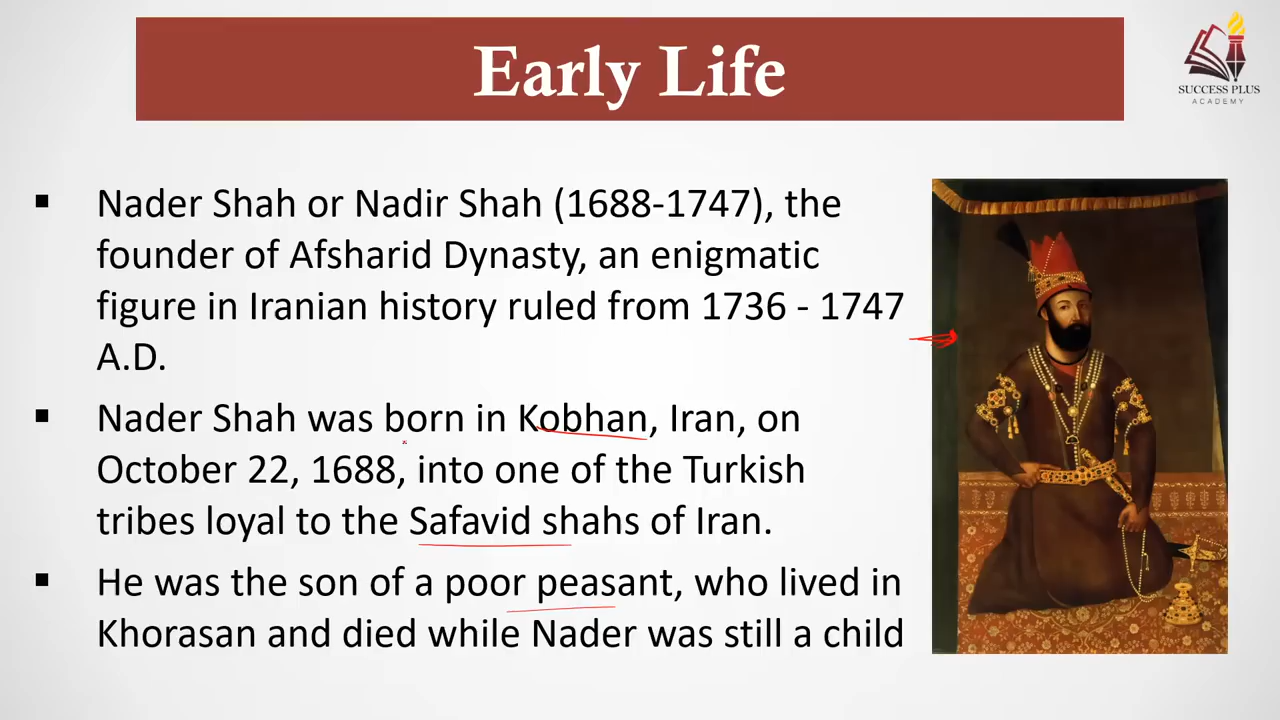 Early Life
SUCCESS PLUS
ACADEMY
▪ Nader Shah or Nadir Shah (1688-1747), the
founder of Afsharid Dynasty, an enigmatic
figure in Iranian history ruled from 1736 - 1747
A.D.
▪ Nader Shah was born in Kobhan, Iran, on
October 22, 1688, into one of the Turkish
tribes loyal to the Safavid shahs of Iran.
▪ He was the son of a poor peasant, who lived in
Khorasan and died while Nader was still a child